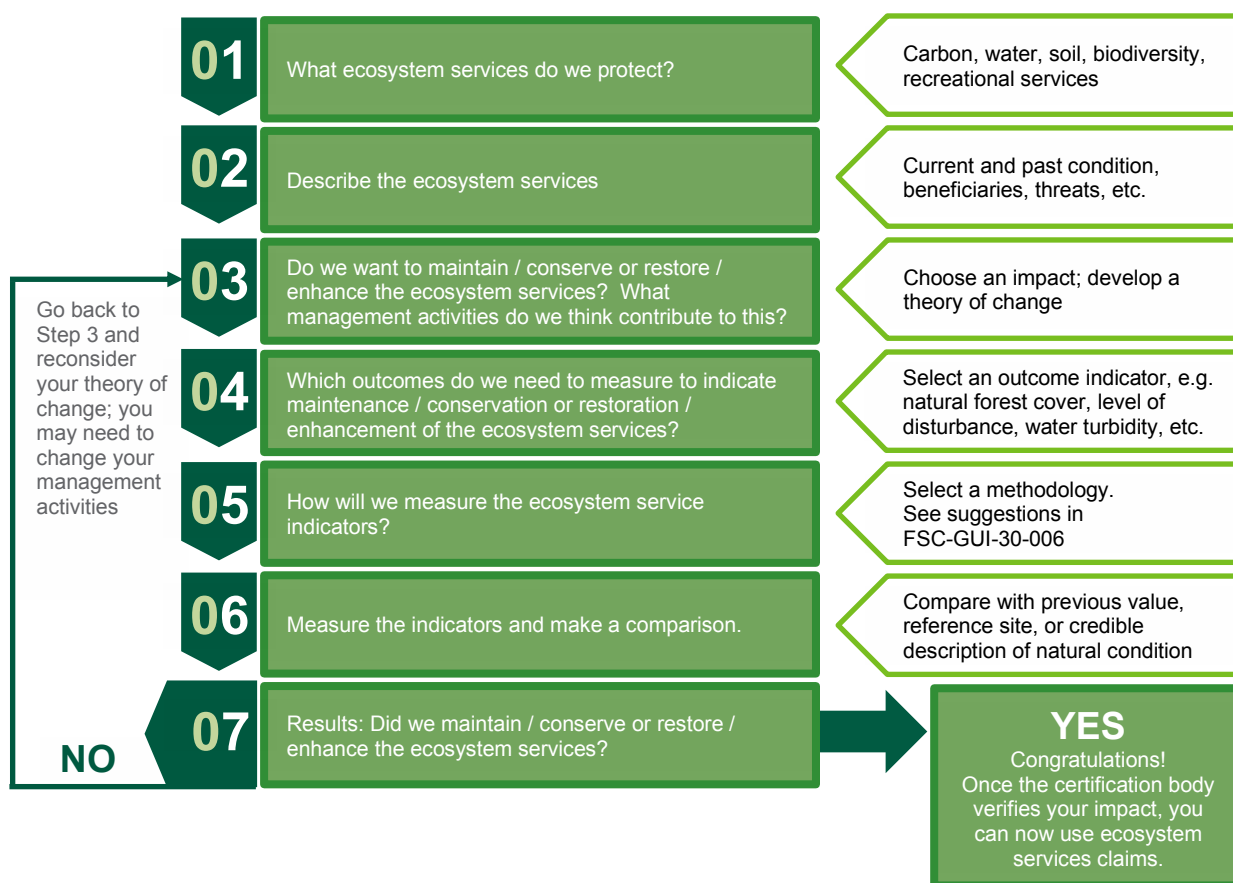 01
What ecosystem services do we protect?
Carbon, water, soil, biodiversity,
recreational services
02
Describe the ecosystem services
Current and past condition,
beneficiaries, threats, etc.
03
Do we want to maintain / conserve or restore /
enhance the ecosystem services? What
management activities do we think contribute to this?
Choose an impact; develop a
theory of change
Go back to
Step 3 and
reconsider
your theory of
change; you
may need to
change your
management
activities
04
Which outcomes do we need to measure to indicate
maintenance / conservation or restoration /
enhancement of the ecosystem services?
Select an outcome indicator, e.g.
natural forest cover, level of
disturbance, water turbidity, etc.
05
How will we measure the ecosystem service
indicators?
Select a methodology.
See suggestions in
FSC-GUI-30-006
06
Measure the indicators and make a comparison.
Compare with previous value,
reference site, or credible
description of natural condition
07
Results: Did we maintain / conserve or restore /
enhance the ecosystem services?
NO
YES
Congratulations!
Once the certification body
verifies your impact, you
can now use ecosystem
services claims.